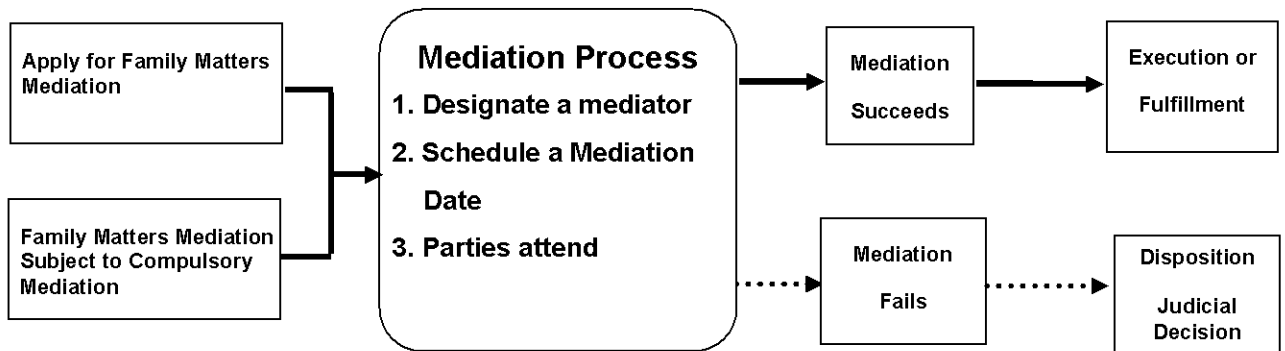 Apply for Family Matters
Mediation
Family Matters Mediation
Subject to Compulsory
Mediation
Mediation Process
1. Designate a mediator
2. Schedule a Mediation
Date
3. Parties attend
Mediation
Succeeds
Execution or
Fulfillment
Mediation
Fails
Disposition
Judicial
Decision